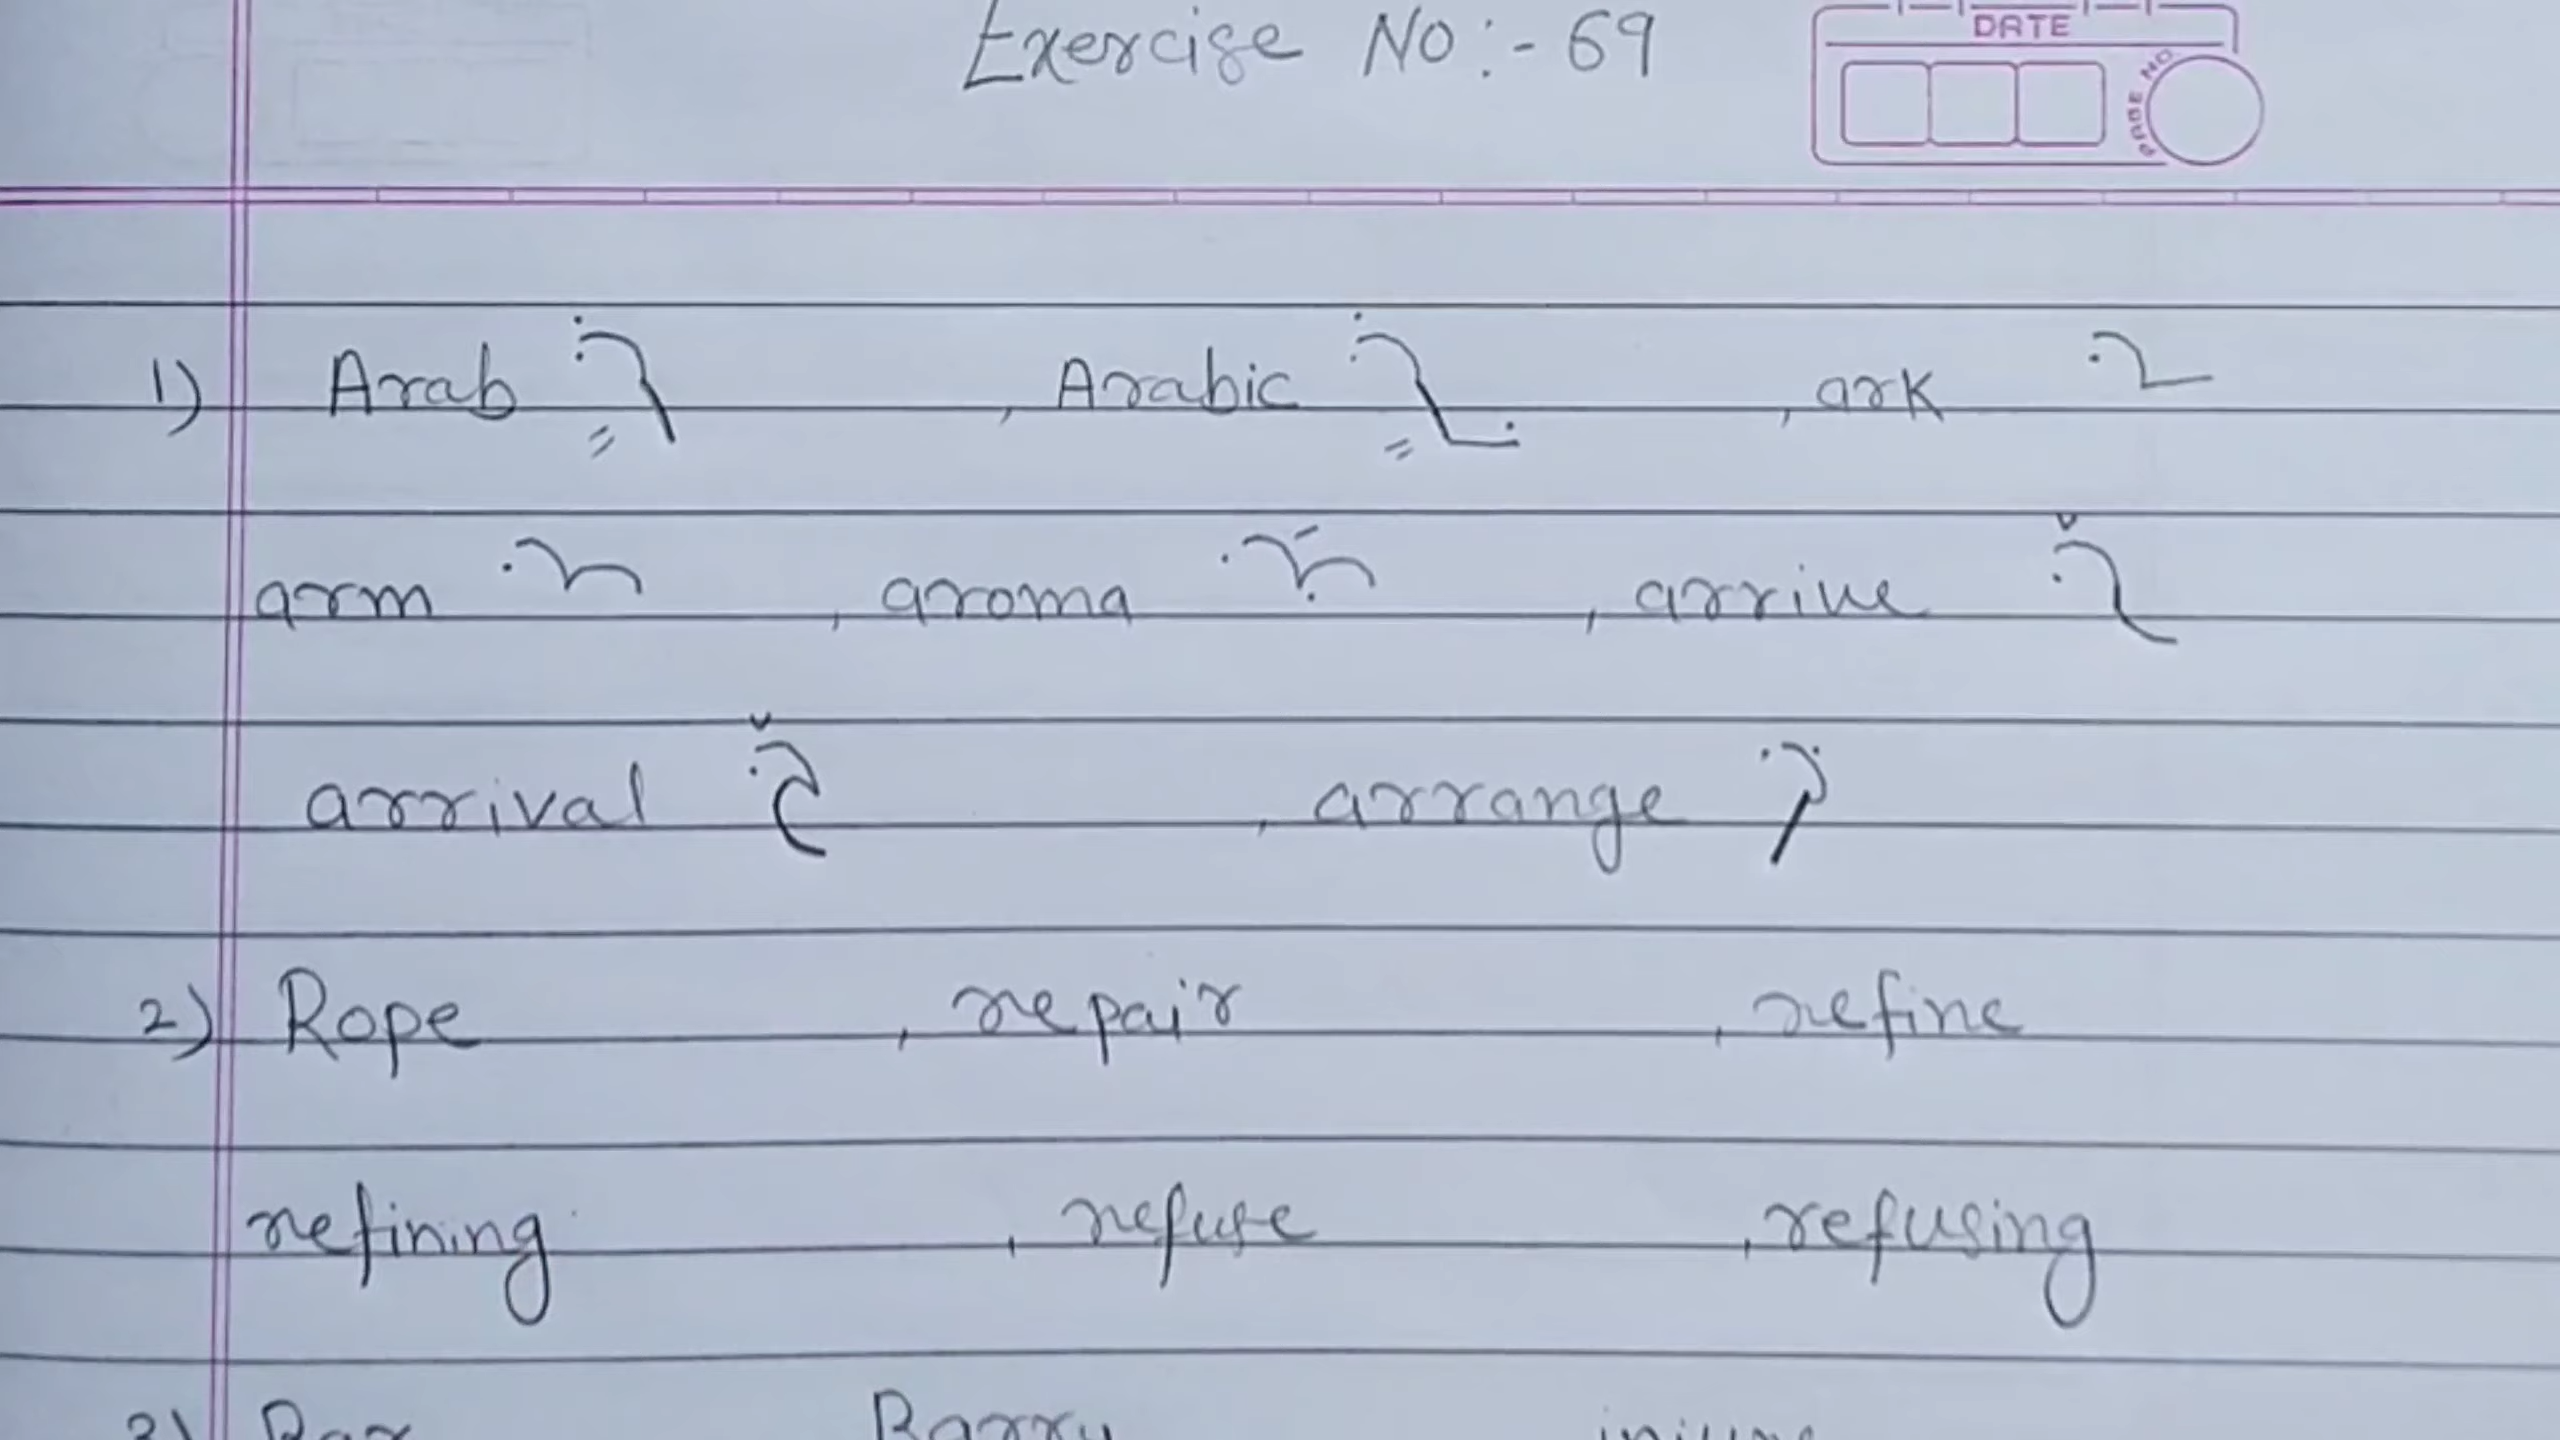 Exercise No:- 69
DATE
PAGE NO.
1) Arab , Arabic , ark
arm , aroma , arrive
arrival , arrange
2) Rope , repair , refine
refining , refuse , refusing
Barry